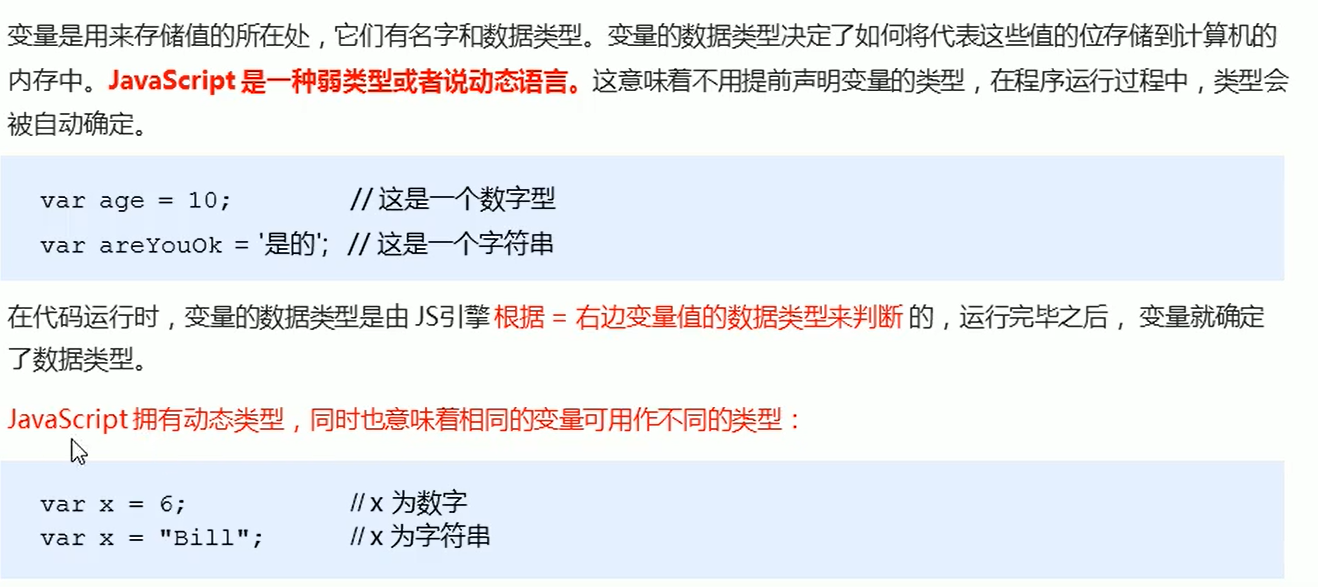 变量是用来存储值的所在处，它们有名字和数据类型。变量的数据类型决定了如何将代表这些值的位存储到计算机的
内存中。JavaScript 是一种弱类型或者说动态语言。这意味着不用提前声明变量的类型，在程序运行过程中，类型会
被自动确定。
var age = 10; // 这是一个数字型
var areYouOk = '是的'; // 这是一个字符串
在代码运行时，变量的数据类型是由 JS引擎 根据 = 右边变量值的数据类型来判断 的，运行完毕之后， 变量就确定
了数据类型。
JavaScript 拥有动态类型，同时也意味着相同的变量可用作不同的类型：
var x = 6; // x 为数字
var x = "Bill"; // x 为字符串